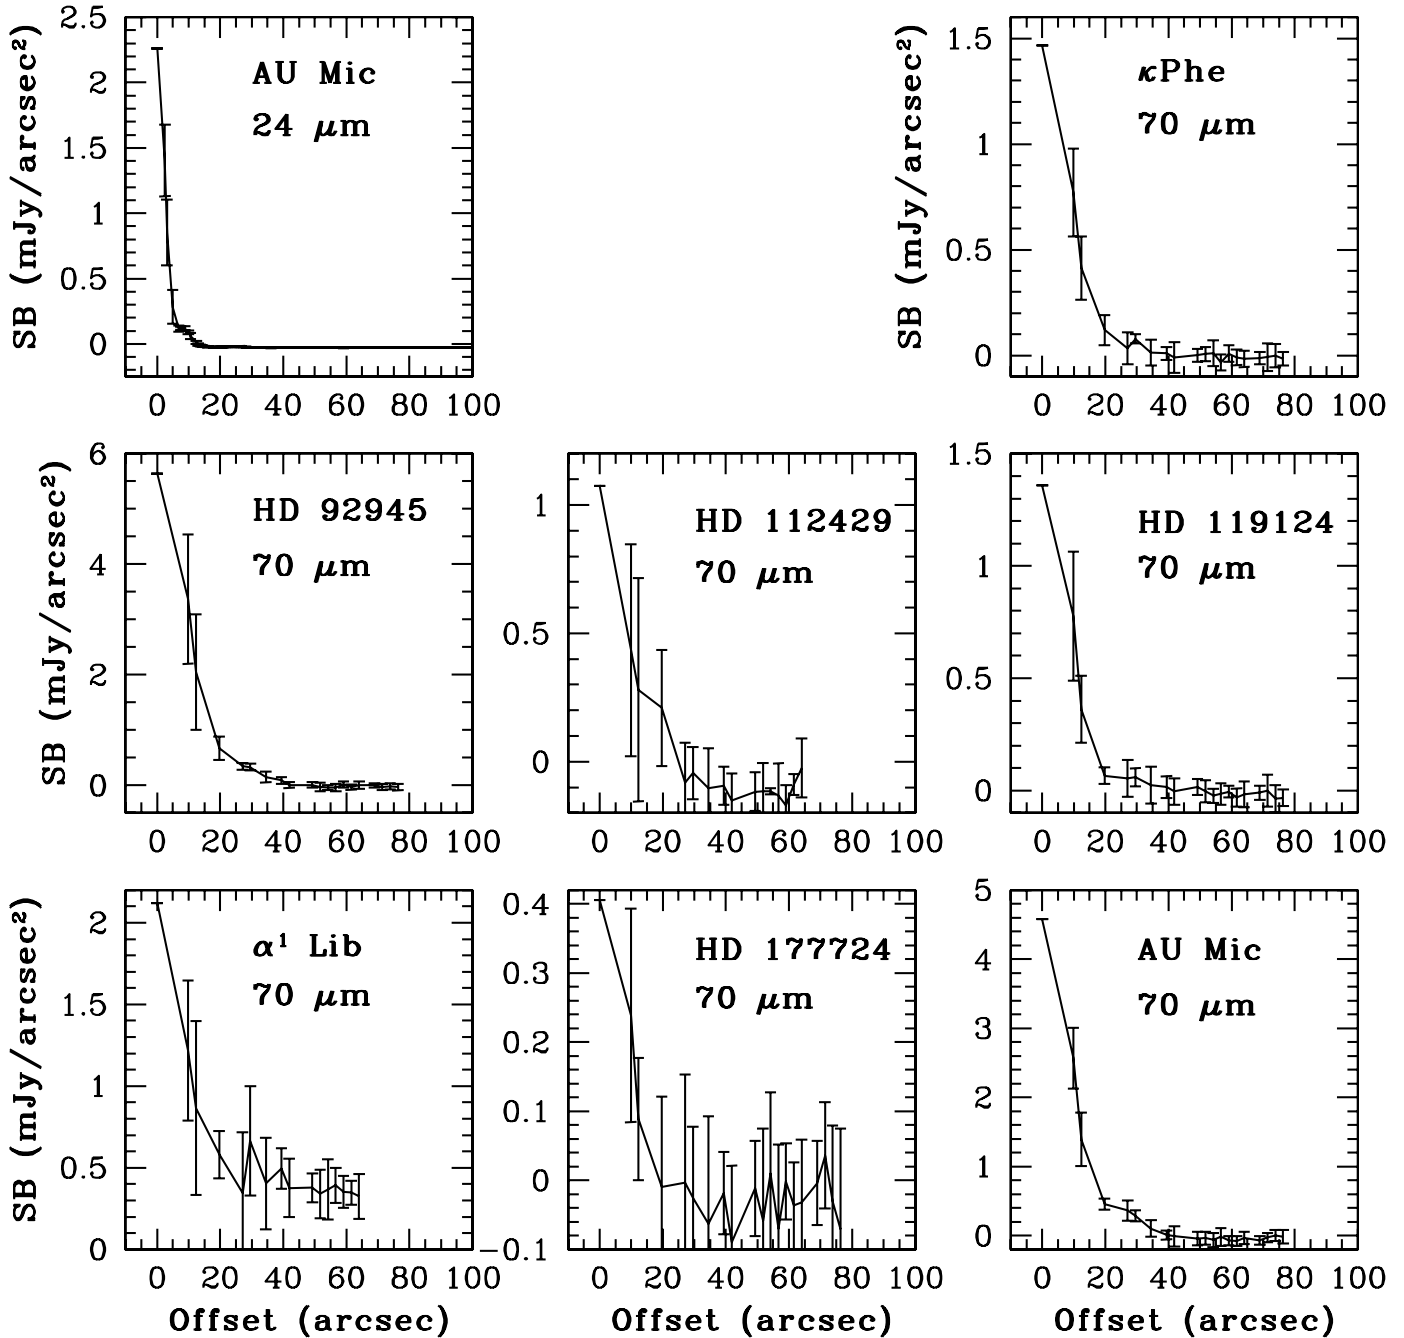 AU Mic
24 μm
SB (mJy/arcsec²)
2.5
2
1.5
1
0.5
0
0 20 40 60 80 100
κPhe
70 μm
SB (mJy/arcsec²)
1.5
1
0.5
0
0 20 40 60 80 100
HD 92945
70 μm
SB (mJy/arcsec²)
6
4
2
0
0 20 40 60 80 100
HD 112429
70 μm
1
0.5
0
0 20 40 60 80 100
HD 119124
70 μm
1.5
1
0.5
0
0 20 40 60 80 100
α¹ Lib
70 μm
SB (mJy/arcsec²)
2
1.5
1
0.5
0
0 20 40 60 80 100
Offset (arcsec)
HD 177724
70 μm
0.4
0.3
0.2
0.1
0
−0.1
0 20 40 60 80 100
Offset (arcsec)
AU Mic
70 μm
5
4
3
2
1
0
0 20 40 60 80 100
Offset (arcsec)